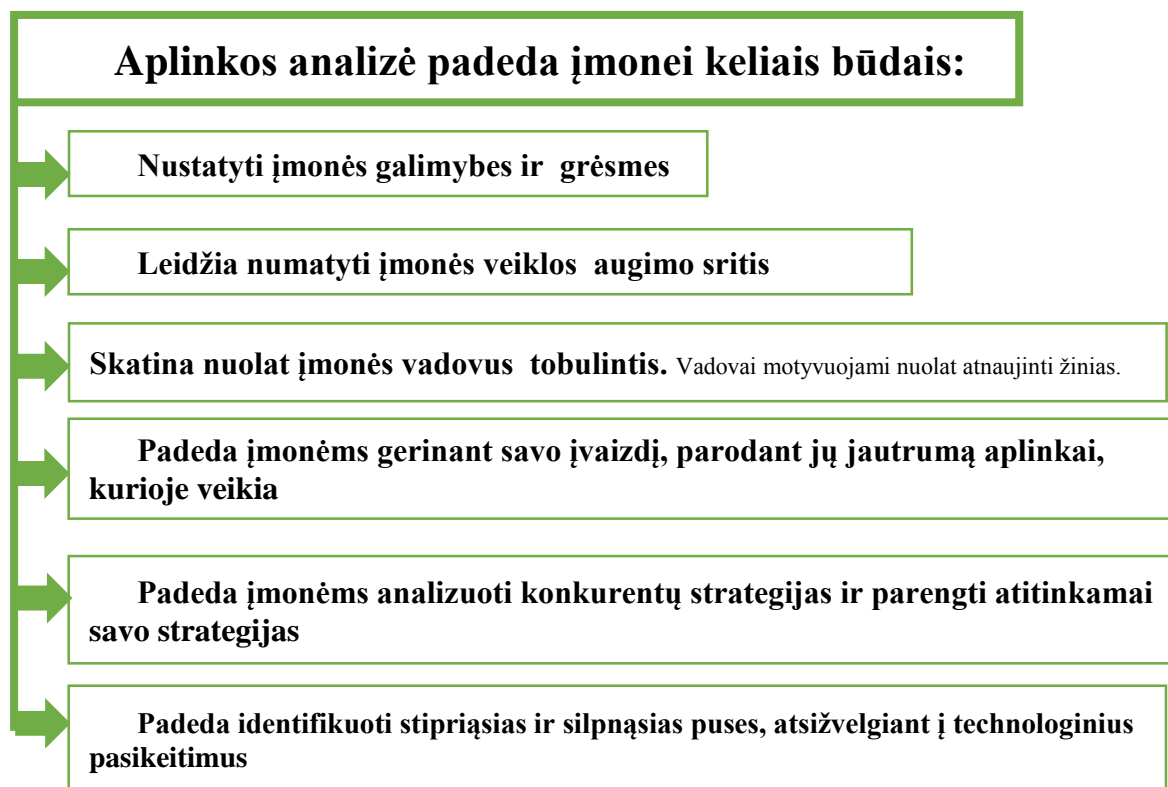 Aplinkos analizė padeda įmonei keliais būdais:
Nustatyti įmonės galimybes ir grėsmes
Leidžia numatyti įmonės veiklos augimo sritis
Skatina nuolat įmonės vadovus tobulintis. Vadovai motyvuojami nuolat atnaujinti žinias.
Padeda įmonėms gerinant savo įvaizdį, parodant jų jautrumą aplinkai,
kurioje veikia
Padeda įmonėms analizuoti konkurentų strategijas ir parengti atitinkamai
savo strategijas
Padeda identifikuoti stipriąsias ir silpnąsias puses, atsižvelgiant į technologinius
pasikeitimus